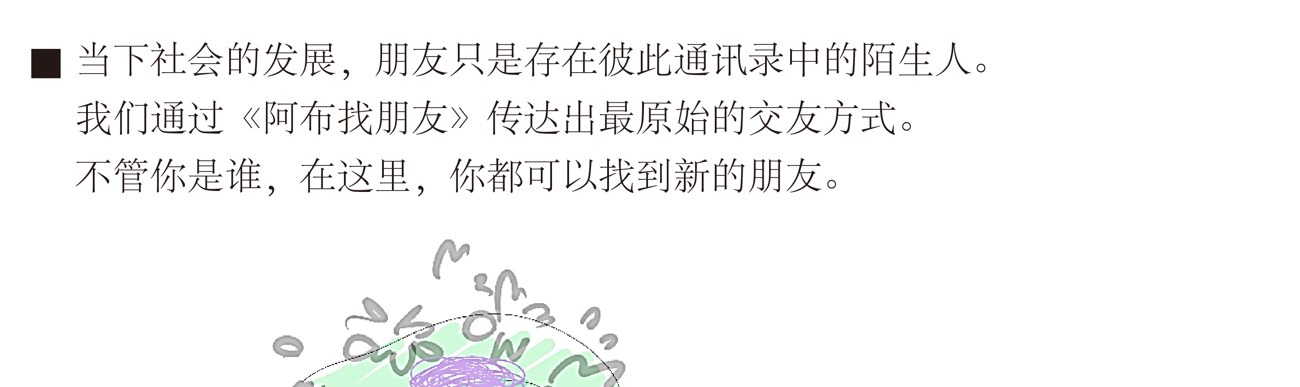 ■ 当下社会的发展，朋友只是存在彼此通讯录中的陌生人。
我们通过《阿布找朋友》传达出最原始的交友方式。
不管你是谁，在这里，你都可以找到新的朋友。